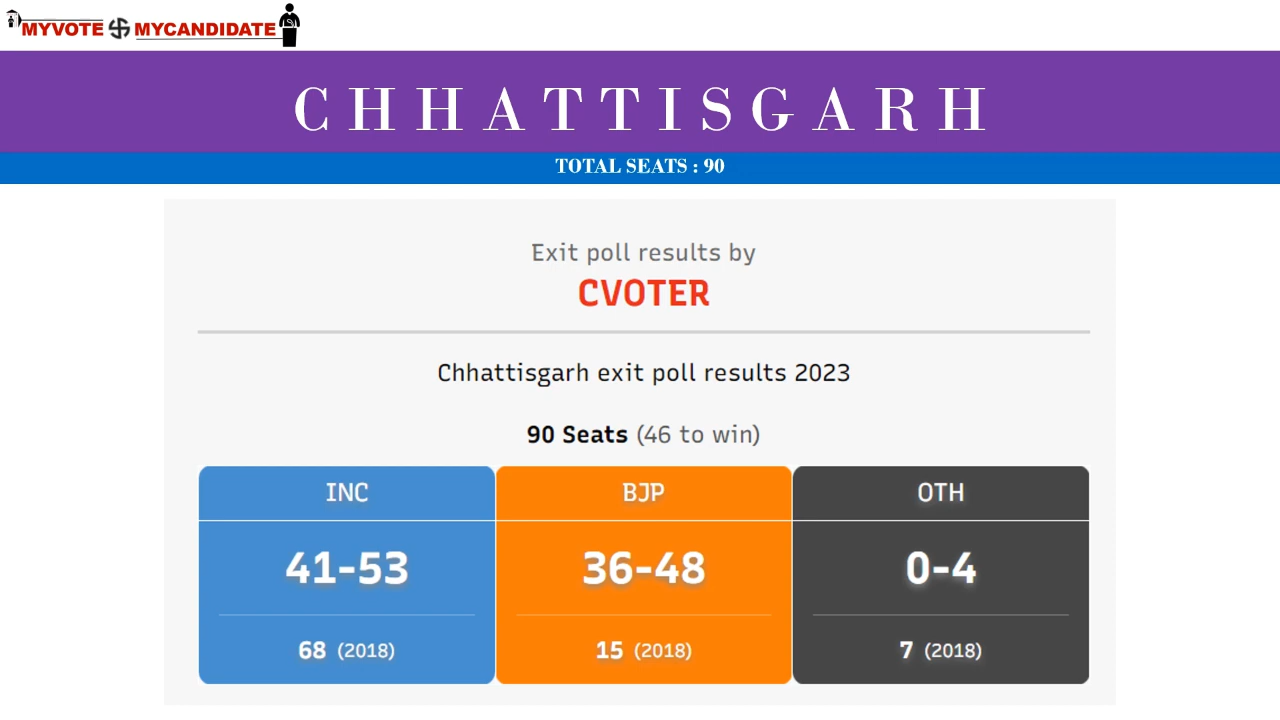 MYVOTE MYCANDIDATE
CHHATTISGARH
TOTAL SEATS : 90
Exit poll results by
CVOTER
Chhattisgarh exit poll results 2023
90 Seats (46 to win)
INC BJP OTH
41-53 36-48 0-4
68 (2018) 15 (2018) 7 (2018)